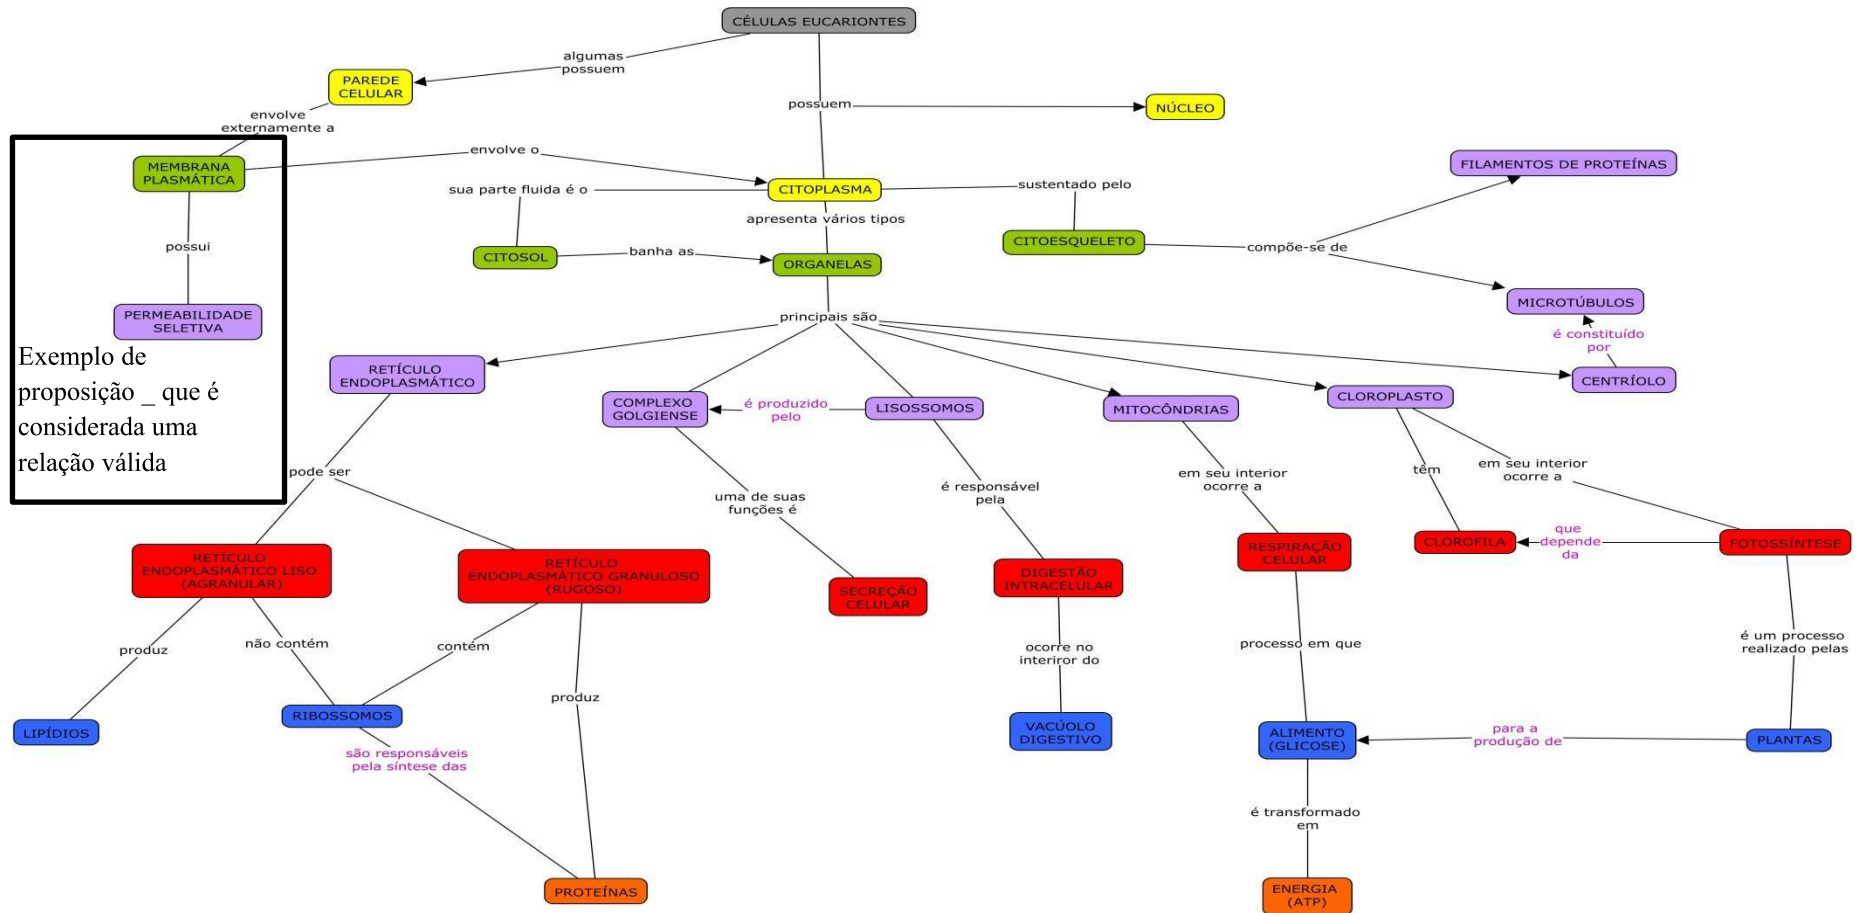 CÉLULAS EUCARIONTES
algumas
possuem
PAREDE
CELULAR
possuem
NÚCLEO
envolve
externamente a
MEMBRANA
PLASMÁTICA
envolve o
FILAMENTOS DE PROTEÍNAS
sua parte fluida é o
CITOPLASMA
sustentado pelo
apresenta vários tipos
possui
CITOSOL
banha as
ORGANELAS
CITOESQUELETO
compõe-se de
PERMEABILIDADE
SELETIVA
principais são
MICROTÚBULOS
é constituído
por
Exemplo de
proposição _ que é
considerada uma
relação válida
RETÍCULO
ENDOPLASMÁTICO
COMPLEXO
GOLGIENSE
é produzido
pelo
LISOSSOMOS
MITOCÔNDRIAS
CLOROPLASTO
CENTRÍOLO
pode ser
uma de suas
funções é
é responsável
pela
em seu interior
ocorre a
têm
em seu interior
ocorre a
RETÍCULO
ENDOPLASMÁTICO LISO
(AGRANULAR)
RETÍCULO
ENDOPLASMÁTICO GRANULOSO
(RUGOSO)
SECREÇÃO
CELULAR
DIGESTÃO
INTRACELULAR
RESPIRAÇÃO
CELULAR
CLOROFILA
que
depende
da
FOTOSSÍNTESE
produz
não contém
contém
produz
ocorre no
interiror do
processo em que
é um processo
realizado pelas
LIPÍDIOS
RIBOSSOMOS
VACÚOLO
DIGESTIVO
ALIMENTO
(GLICOSE)
para a
produção de
PLANTAS
são responsáveis
pela síntese das
é transformado
em
PROTEÍNAS
ENERGIA
(ATP)